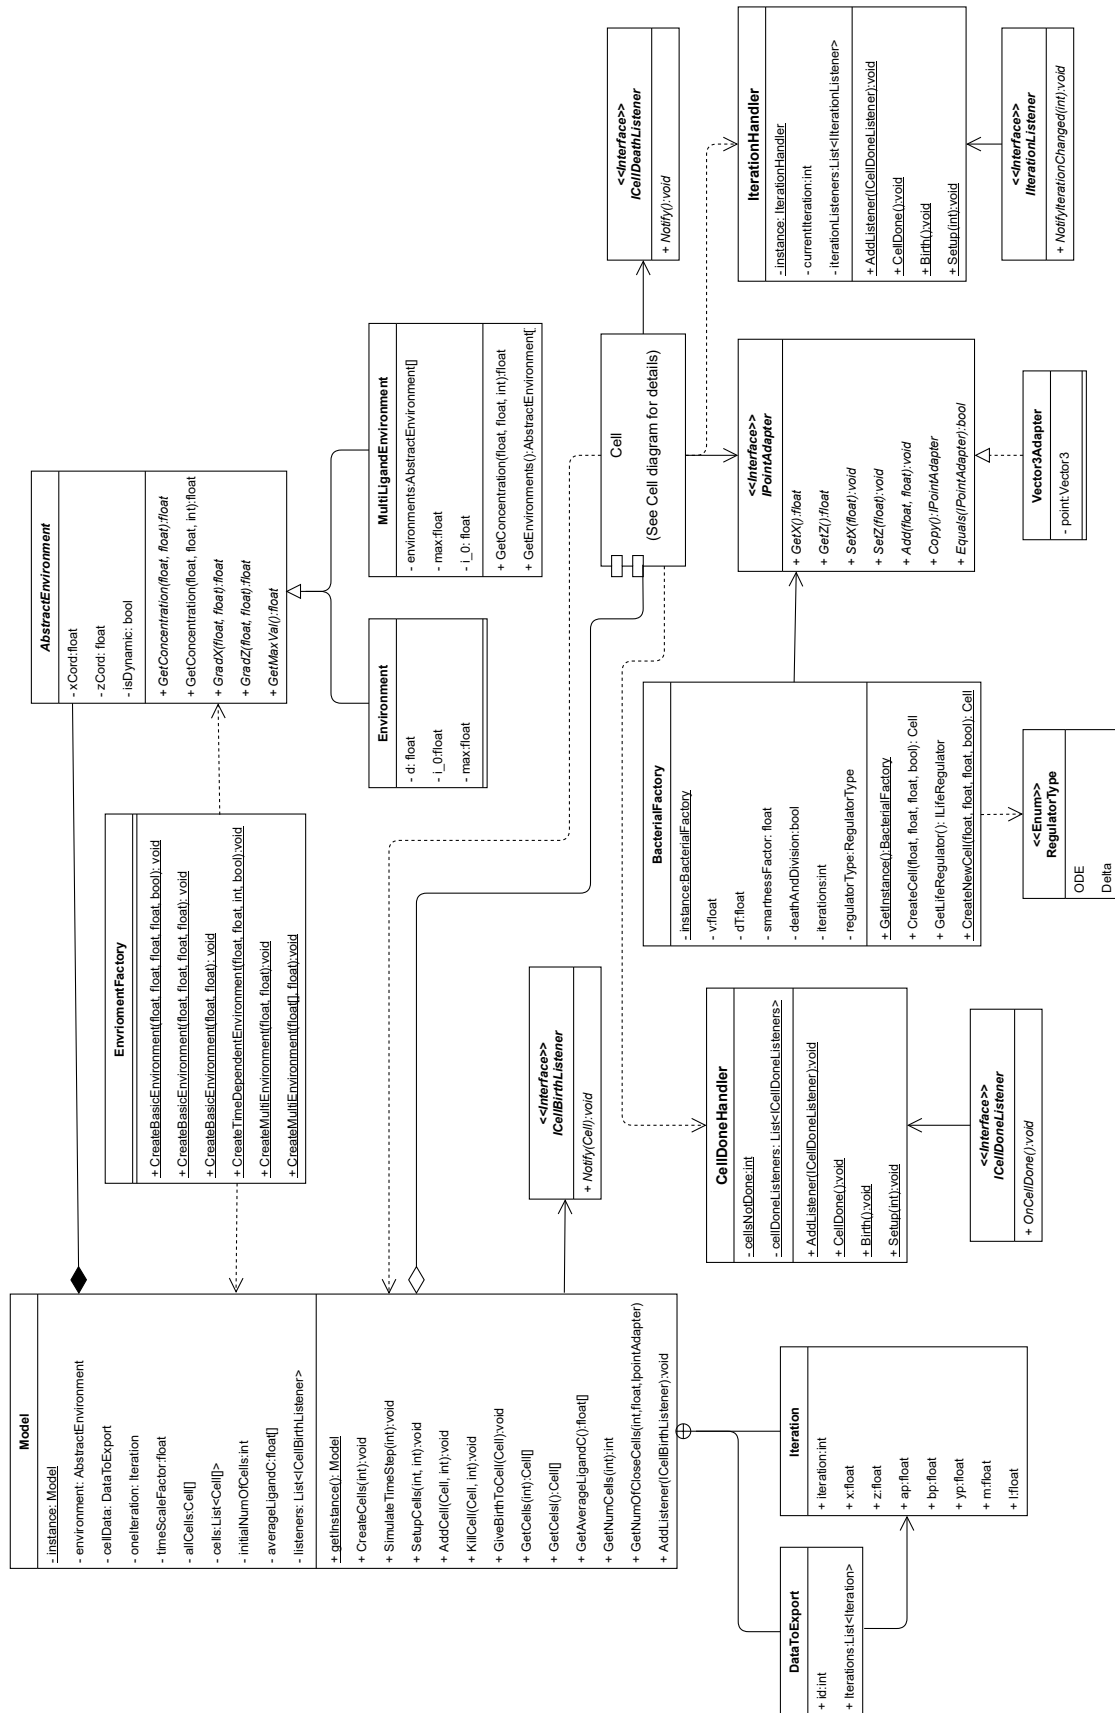 Model
- instance: Model
- environment: AbstractEnvironment
- cellData: DataToExport
- oneIteration: Iteration
- timeScaleFactor:float
- allCells:Cell[]
- cells:List<Cell[]>
- initialNumOfCells:int
- averageLigandC:float[]
- listeners: List<ICellBirthListener>
+ getInstance(): Model
+ CreateCells(int):void
+ SimulateTimeStep(int):void
+ SetupCells(int, int):void
+ AddCell(Cell, int):void
+ KillCell(Cell, int):void
+ GiveBirthToCell(Cell):void
+ GetCells(int):Cell[]
+ GetCelsl():Cell[]
+ GetAverageLigandC():float[]
+ GetNumCells(int):int
+ GetNumOfCloseCells(int,float,IpointAdapter)
+ AddListener(ICellBirthListener):void
DataToExport
+ id:int
+ Iterations:List<Iteration>
Iteration
+ iteration:int
+ x:float
+ z:float
+ ap:float
+ bp:float
+ yp:float
+ m:float
+ l:float
EnvriomentFactory
+ CreateBasicEnvironment(float, float, float, bool): void
+ CreateBasicEnvironment(float, float, float): void
+ CreateBasicEnvironment(float, float): void
+ CreateTimeDependentEnvironment(float, float, int, bool):void
+ CreateMultiEnvironment(float, float):void
+ CreateMultiEnvironment(float[], float):void
<<Interface>>
ICellBirthListener
+ Notify(Cell):void
CellDoneHandler
- cellsNotDone:int
- cellDoneListeners: List<ICellDoneListeners>
+ AddListener(ICellDoneListener):void
+ CellDone():void
+ Birth():void
+ Setup(int):void
<<Interface>>
ICellDoneListener
+ OnCellDone():void
AbstractEnvironment
- xCord:float
- zCord: float
- isDynamic: bool
+ GetConcentration(float, float):float
+ GetConcentration(float, float, int):float
+ GradX(float, float):float
+ GradZ(float, float):float
+ GetMaxVal():float
Environment
- d: float
- i_0:float
- max:float
MultiLigandEnvironment
- environments:AbstractEnvironment[]
- max:float
- i_0: float
+ GetConcentration(float, float, int):float
+ GetEnvironments():AbstractEnvironment[
BacterialFactory
- instance:BacterialFactory
- v:float
- dT:float
- smartnessFactor: float
- deathAndDivision:bool
- iterations:int
- regulatorType:RegulatorType
+ GetInstance():BacterialFactory
+ CreateCell(float, float, float, bool): Cell
+ GetLifeRegulator(): ILifeRegulator
+ CreateNewCell(float, float, float, bool): Cell
<<Enum>>
RegulatorType
ODE
Delta
Cell
(See Cell diagram for details)
<<Interface>>
IPointAdapter
+ GetX():float
+ GetZ():float
+ SetX(float):void
+ SetZ(float):void
+ Add(float, float):void
+ Copy():IPointAdapter
+ Equals(IPointAdapter):bool
Vector3Adapter
- point:Vector3
<<Interface>>
ICellDeathListener
+ Notify():void
IterationHandler
- instance: IterationHandler
- currentIteration:int
- iterationListeners:List<IIterationListener>
+ AddListener(ICellDoneListener):void
+ CellDone():void
+ Birth():void
+ Setup(int):void
<<Interface>>
IIterationListener
+ NotifyIterationChanged(int):void